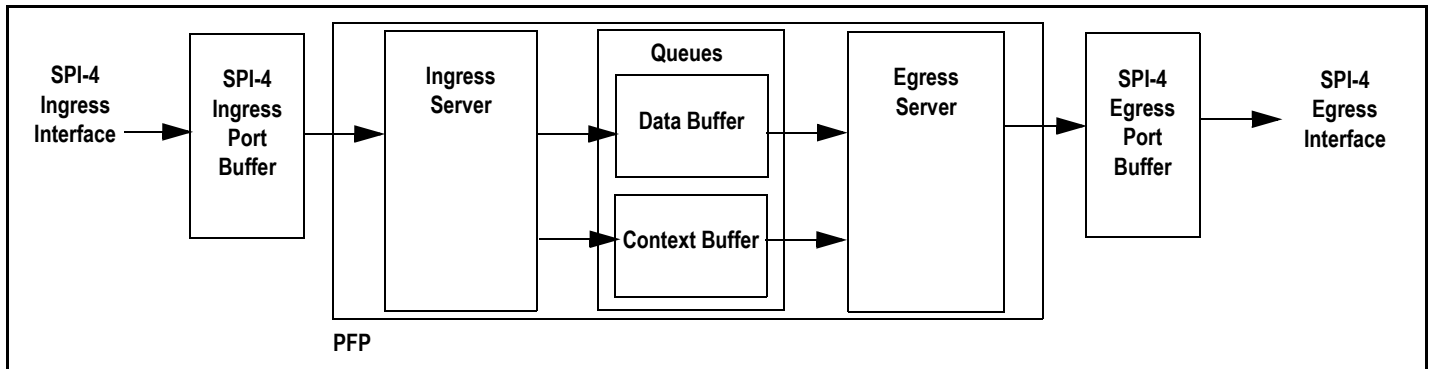 SPI-4
Ingress
Interface
SPI-4
Ingress
Port
Buffer
Ingress
Server
Queues
Data Buffer
Context Buffer
Egress
Server
SPI-4
Egress
Port
Buffer
SPI-4
Egress
Interface
PFP